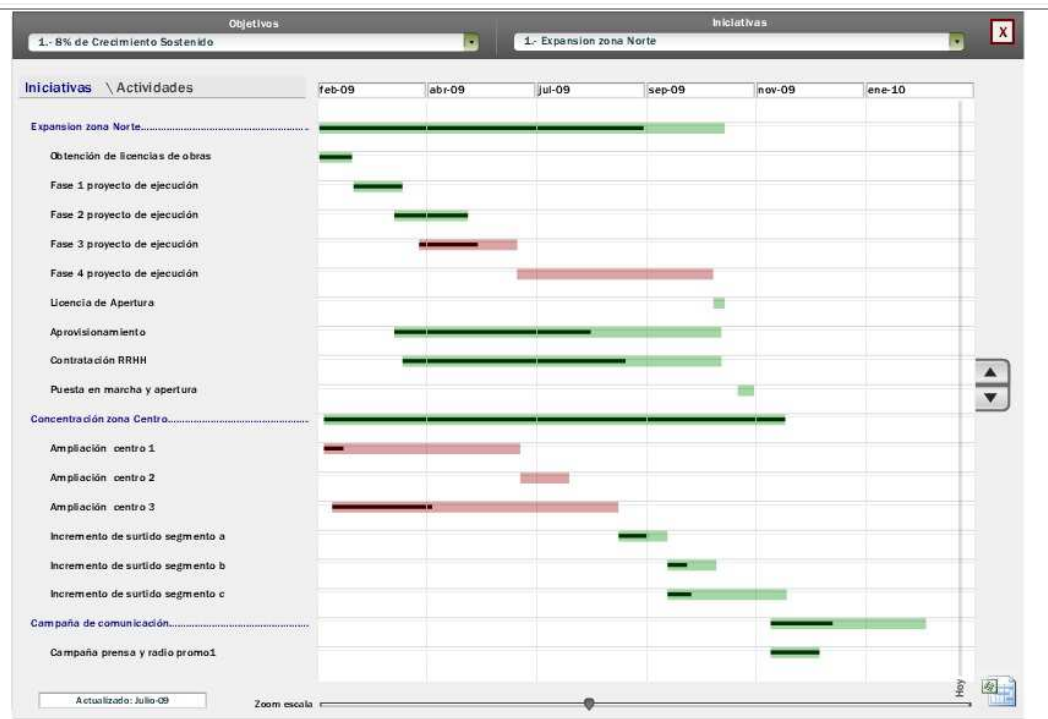 Objetivos
Iniciativas
1.- 8% de Crecimiento Sostenido
1.- Expansion zona Norte
X
Iniciativas \ Actividades
feb-09 abr-09 jul-09 sep-09 nov-09 ene-10
Expansion zona Norte
Obtención de licencias de obras
Fase 1 proyecto de ejecución
Fase 2 proyecto de ejecución
Fase 3 proyecto de ejecución
Fase 4 proyecto de ejecución
Licencia de Apertura
Aprovisionamiento
Contratación RRHH
Puesta en marcha y apertura
Concentración zona Centro
Ampliación centro 1
Ampliación centro 2
Ampliación centro 3
Incremento de surtido segmento a
Incremento de surtido segmento b
Incremento de surtido segmento c
Campaña de comunicación
Campaña prensa y radio promo1
Hoy
Actualizado: Julio-09
Zoom escala